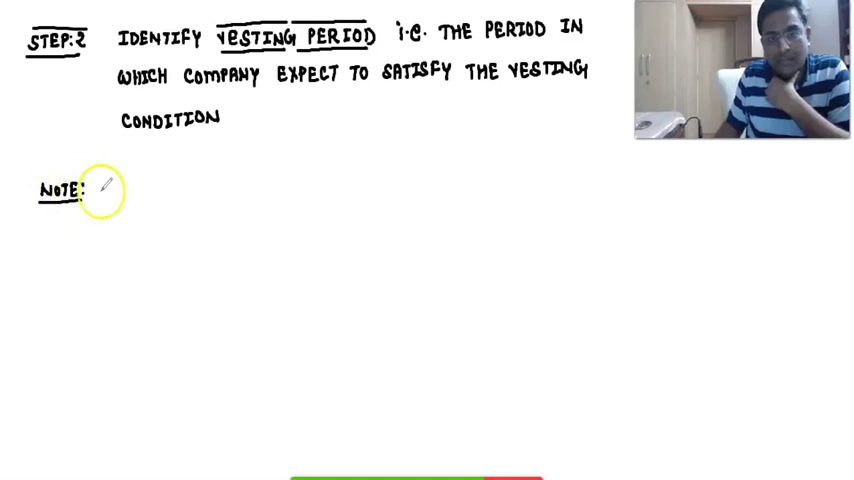 STEP:2 IDENTIFY VESTING PERIOD i.e. THE PERIOD IN
WHICH COMPANY EXPECT TO SATISFY THE VESTING
CONDITION
NOTE: